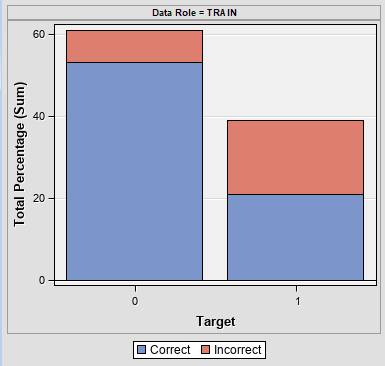 Data Role = TRAIN
Total Percentage (Sum)
60
40
20
0
0
1
Target
Correct
Incorrect